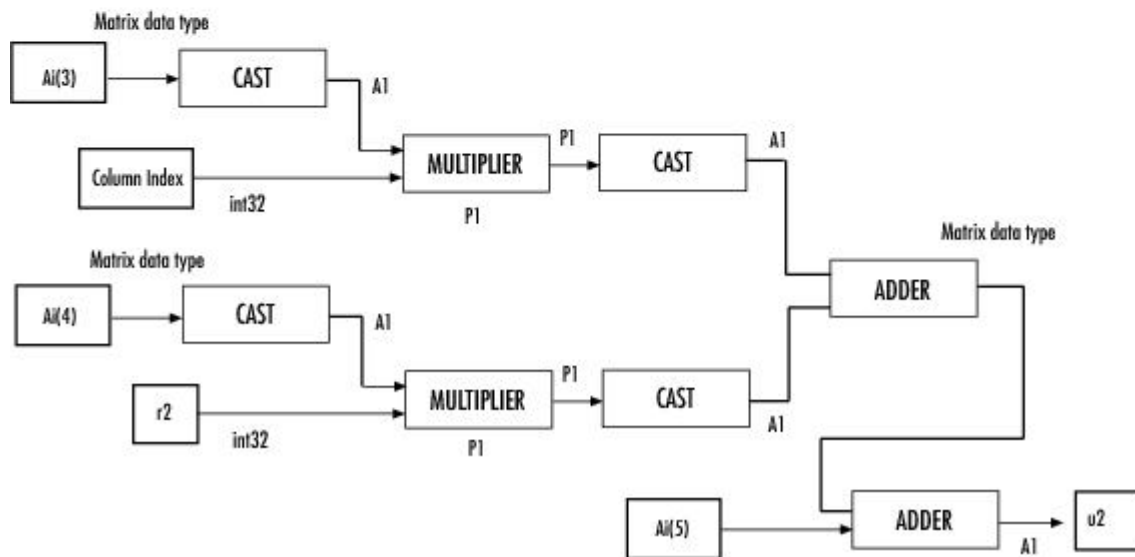 Matrix data type
Ai(3)
CAST
A1
Column Index
int32
MULTIPLIER
P1
P1
CAST
A1
Matrix data type
Ai(4)
CAST
A1
r2
int32
MULTIPLIER
P1
P1
CAST
A1
Matrix data type
ADDER
Ai(5)
ADDER
A1
u2